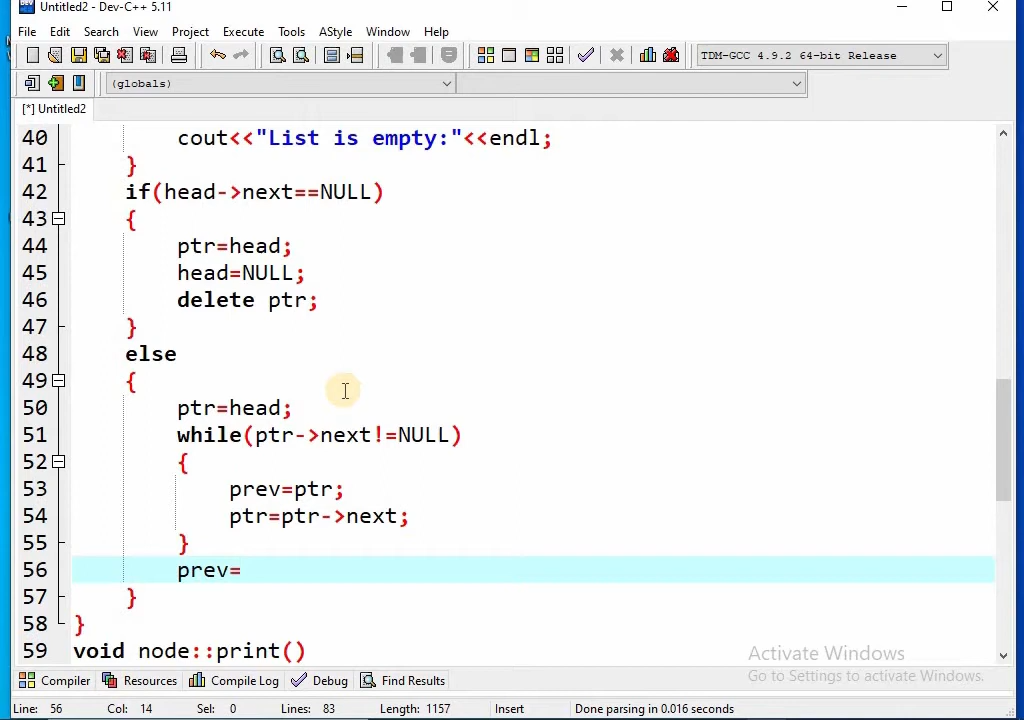 Untitled2 - Dev-C++ 5.11
File Edit Search View Project Execute Tools AStyle Window Help
TDM-GCC 4.9.2 64-bit Release
(globals)
[*] Untitled2
40 cout<<"List is empty:"<<endl;
41 }
42 if(head->next==NULL)
43 {
44 ptr=head;
45 head=NULL;
46 delete ptr;
47 }
48 else
49 {
50 ptr=head;
51 while(ptr->next!=NULL)
52 {
53 prev=ptr;
54 ptr=ptr->next;
55 }
56 prev=
57 }
58 }
59 void node::print()
Activate Windows
Go to Settings to activate Windows.
Compiler Resources Compile Log Debug Find Results
Line: 56 Col: 14 Sel: 0 Lines: 83 Length: 1157 Insert Done parsing in 0.016 seconds